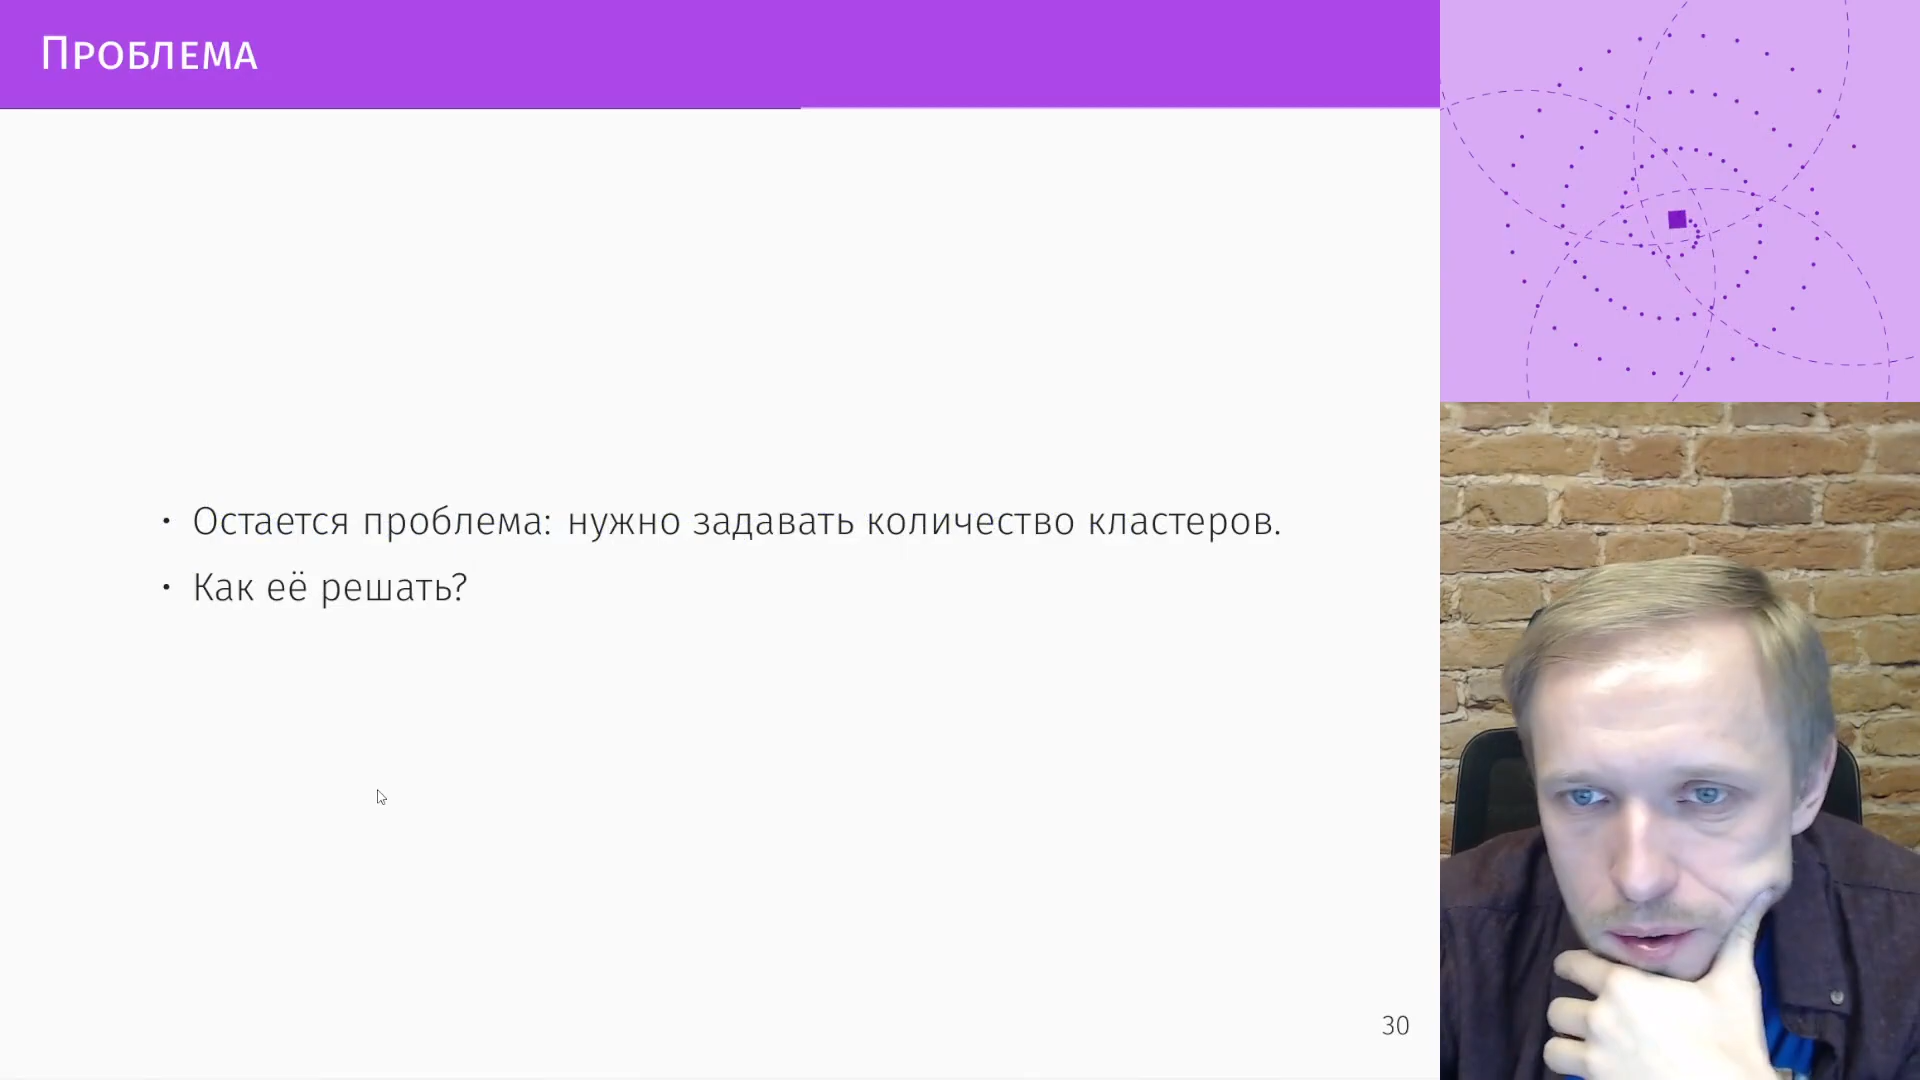 Проблема
• Остается проблема: нужно задавать количество кластеров.
• Как её решать?
30